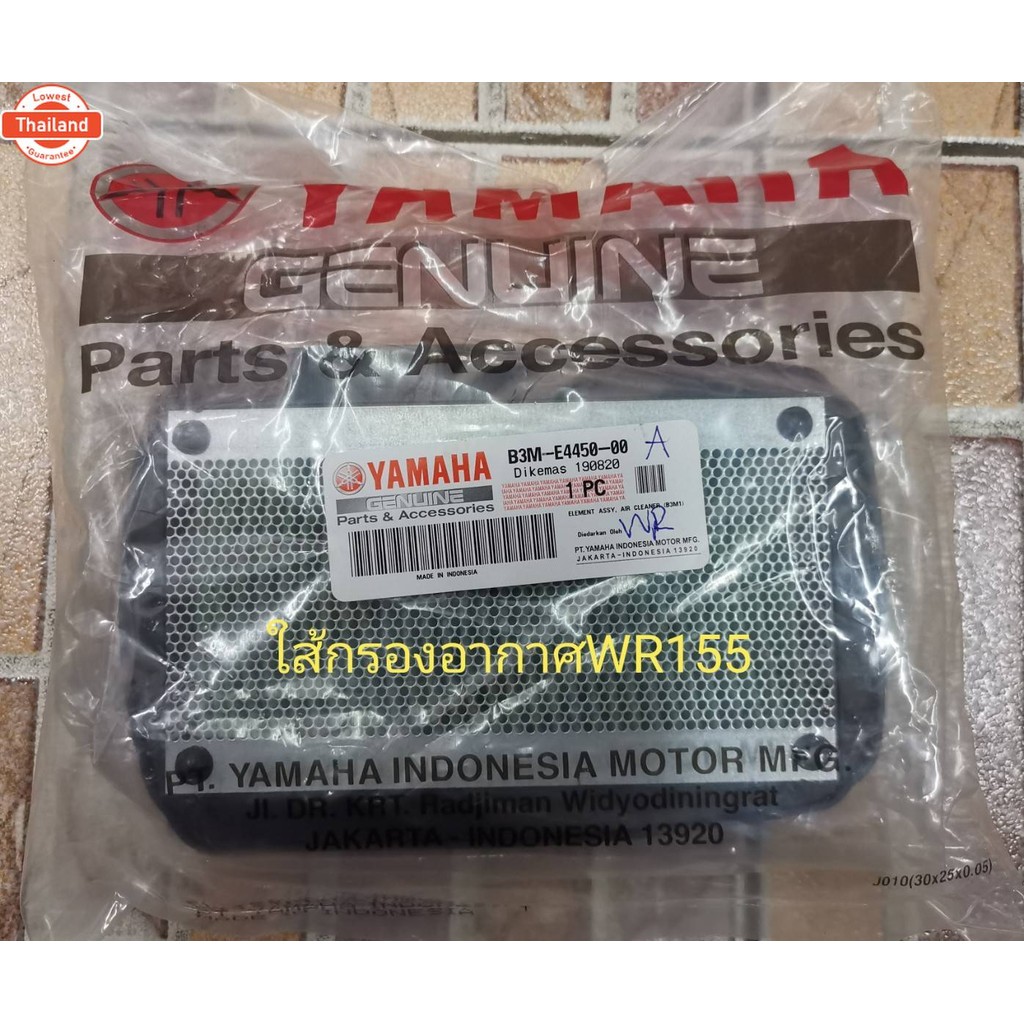 Lowest
Thailand
Guarantee
YAMAHA
GENUINE
Parts & Accessories
YAMAHA
GENUINE
Parts & Accessories
B3M-E4450-00 A
Dikemas 190820
1 PC
ELEMENT ASSY, AIR CLEANER (B3M1)
Diedarkan Oleh WR
PT.YAMAHA INDONESIA MOTOR MFG.
JAKARTA-INDONESIA 13920
MADE IN INDONESIA
ใส้กรองอากาศWR155
PT. YAMAHA INDONESIA MOTOR MFG.
Jl. DR. KRT. Radjiman Widyodiningrat
JAKARTA - INDONESIA 13920
J010(30x25x0.05)